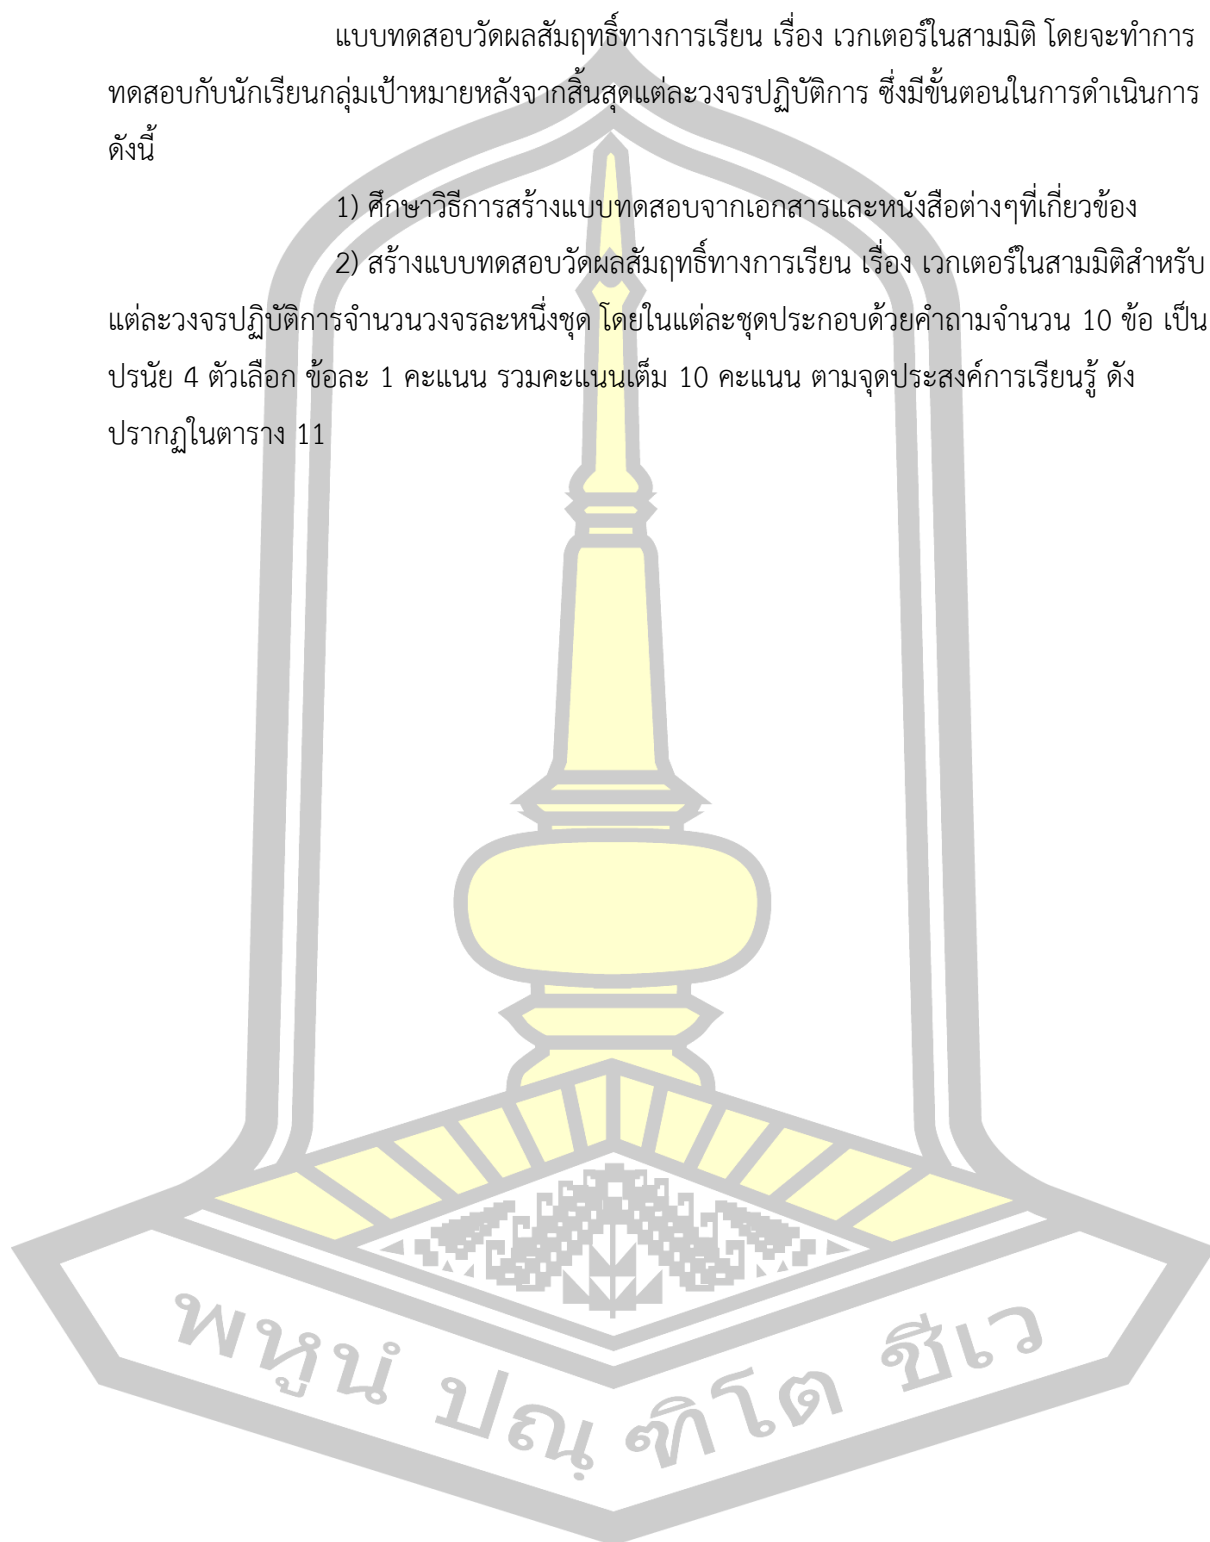 แบบทดสอบวัดผลสัมฤทธิ์ทางการเรียน เรื่อง เวกเตอร์ในสามมิติ โดยจะทำการ
ทดสอบกับนักเรียนกลุ่มเป้าหมายหลังจากสิ้นสุดแต่ละวงจรปฏิบัติการ ซึ่งมีขั้นตอนในการดำเนินการ
ดังนี้
1) ศึกษาวิธีการสร้างแบบทดสอบจากเอกสารและหนังสือต่างๆที่เกี่ยวข้อง
2) สร้างแบบทดสอบวัดผลสัมฤทธิ์ทางการเรียน เรื่อง เวกเตอร์ในสามมิติสำหรับ
แต่ละวงจรปฏิบัติการจำนวนวงจรละหนึ่งชุด โดยในแต่ละชุดประกอบด้วยคำถามจำนวน 10 ข้อ เป็น
ปรนัย 4 ตัวเลือก ข้อละ 1 คะแนน รวมคะแนนเต็ม 10 คะแนน ตามจุดประสงค์การเรียนรู้ ดัง
ปรากฏในตาราง 11
พหูนํ ปณฺฑิโต ชีเว